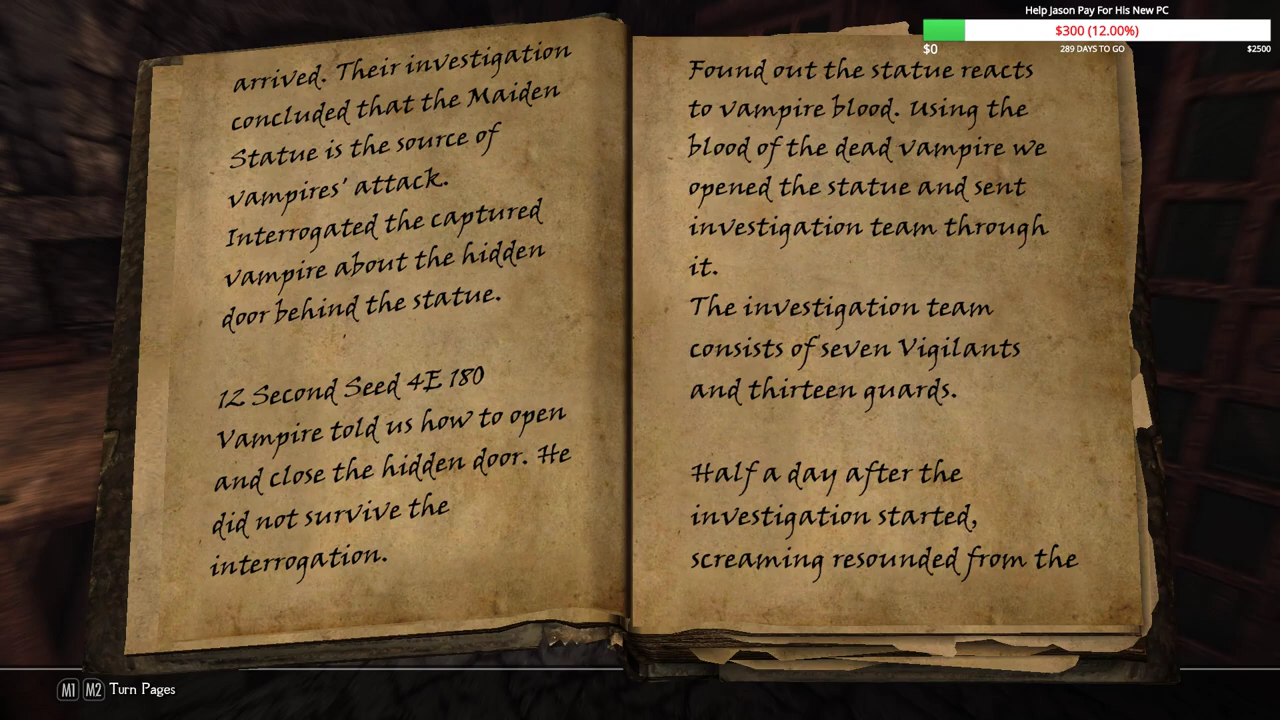 Help Jason Pay For His New PC
$300 (12.00%)
$0
289 DAYS TO GO
$2500
arrived. Their investigation
concluded that the Maiden
Statue is the source of
vampires' attack.
Interrogated the captured
vampire about the hidden
door behind the statue.
12 Second Seed 4E 180
Vampire told us how to open
and close the hidden door. He
did not survive the
interrogation.
Found out the statue reacts
to vampire blood. Using the
blood of the dead vampire we
opened the statue and sent
investigation team through
it.
The investigation team
consists of seven Vigilants
and thirteen guards.
Half a day after the
investigation started,
screaming resounded from the
M1 M2 Turn Pages